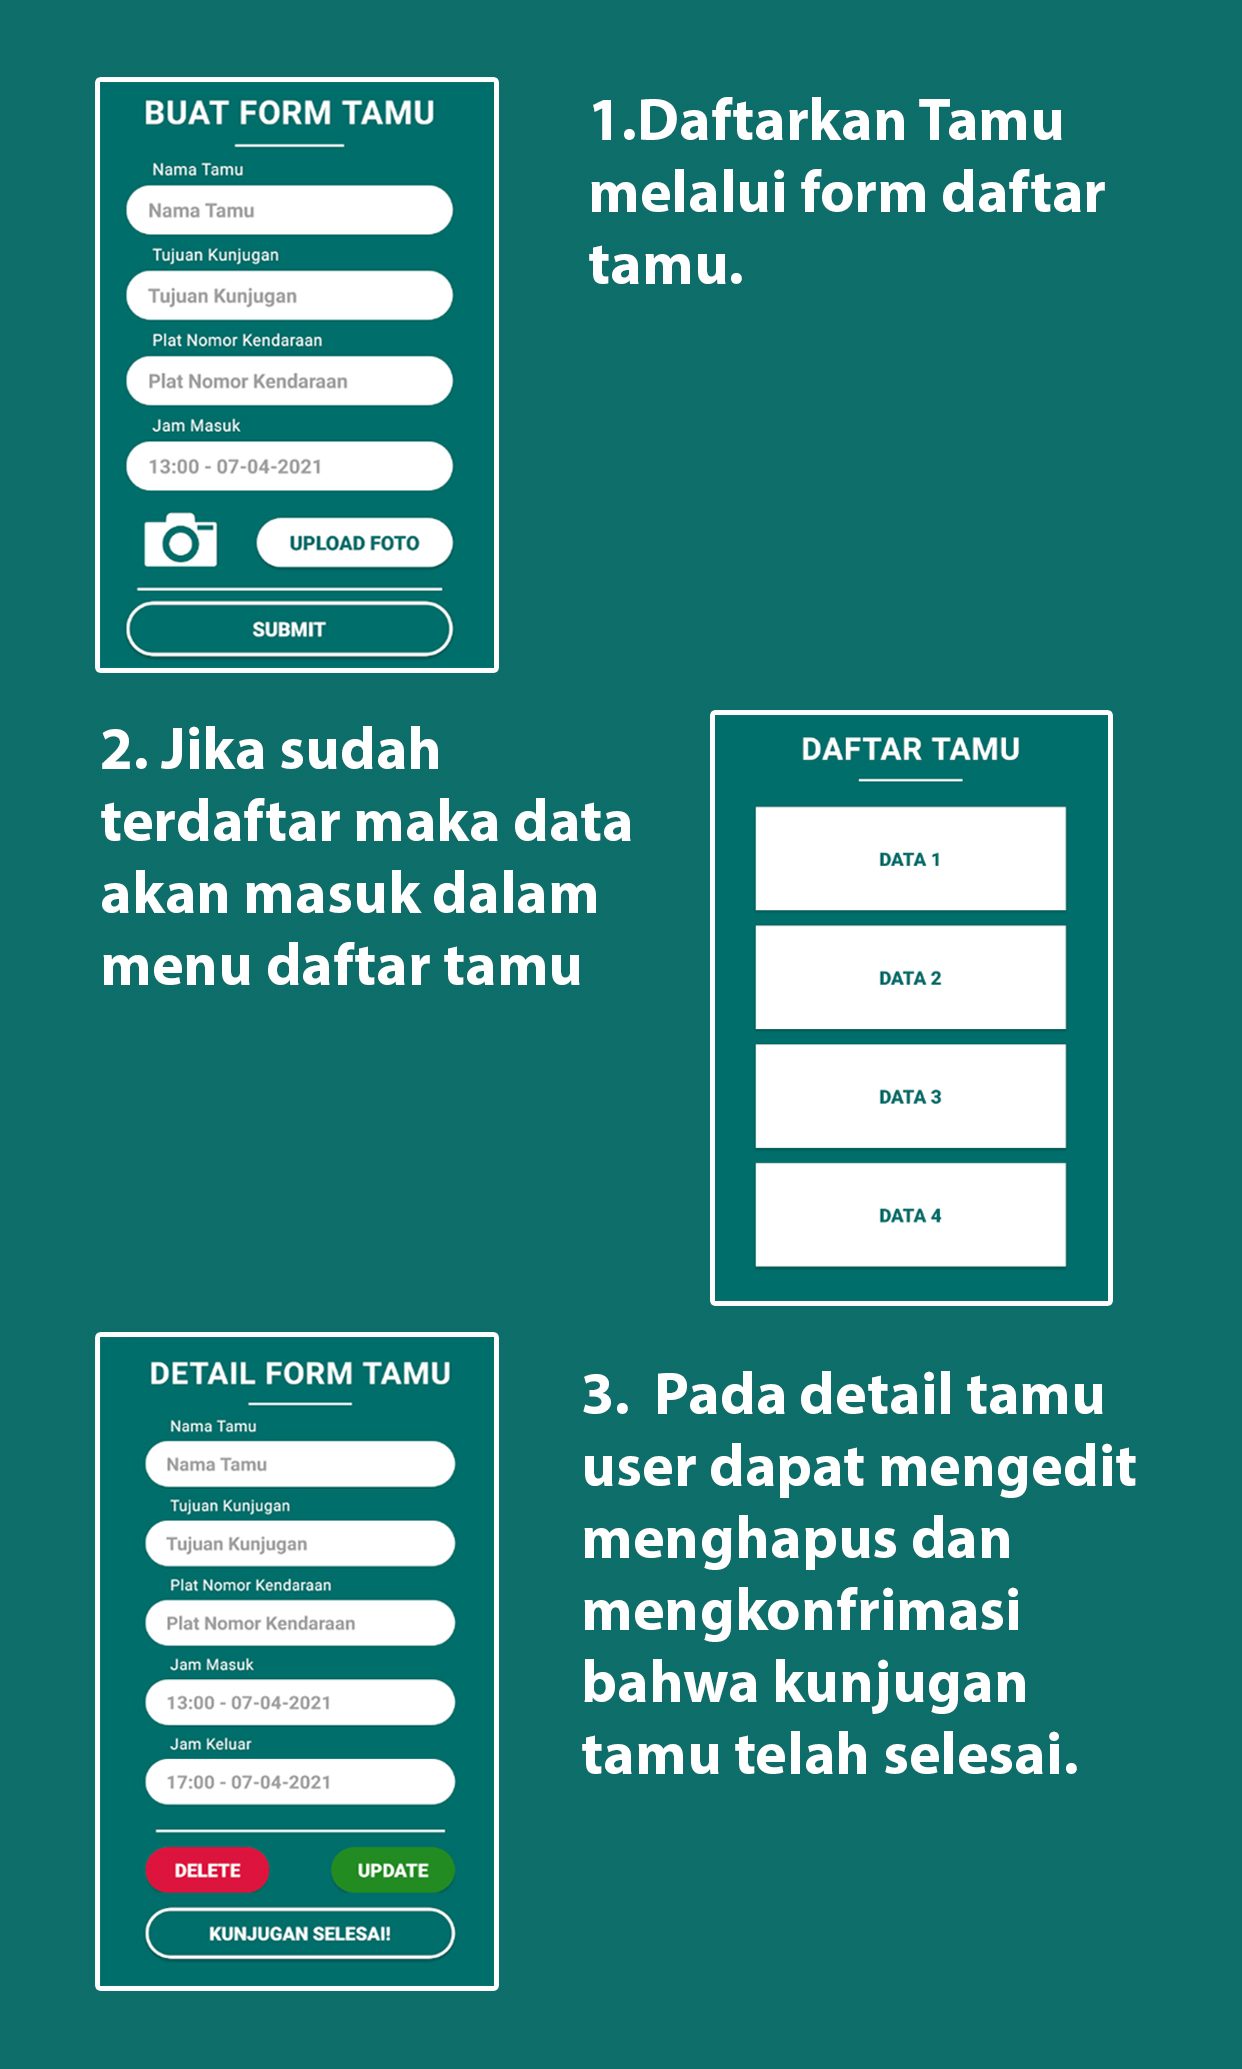 BUAT FORM TAMU
Nama Tamu
Nama Tamu
Tujuan Kunjugan
Tujuan Kunjugan
Plat Nomor Kendaraan
Plat Nomor Kendaraan
Jam Masuk
13:00 - 07-04-2021
UPLOAD FOTO
SUBMIT
1.Daftarkan Tamu
melalui form daftar
tamu.
2. Jika sudah
terdaftar maka data
akan masuk dalam
menu daftar tamu
DAFTAR TAMU
DATA 1
DATA 2
DATA 3
DATA 4
DETAIL FORM TAMU
Nama Tamu
Nama Tamu
Tujuan Kunjugan
Tujuan Kunjugan
Plat Nomor Kendaraan
Plat Nomor Kendaraan
Jam Masuk
13:00 - 07-04-2021
Jam Keluar
17:00 - 07-04-2021
DELETE
UPDATE
KUNJUGAN SELESAI!
3. Pada detail tamu
user dapat mengedit
menghapus dan
mengkonfrimasi
bahwa kunjugan
tamu telah selesai.